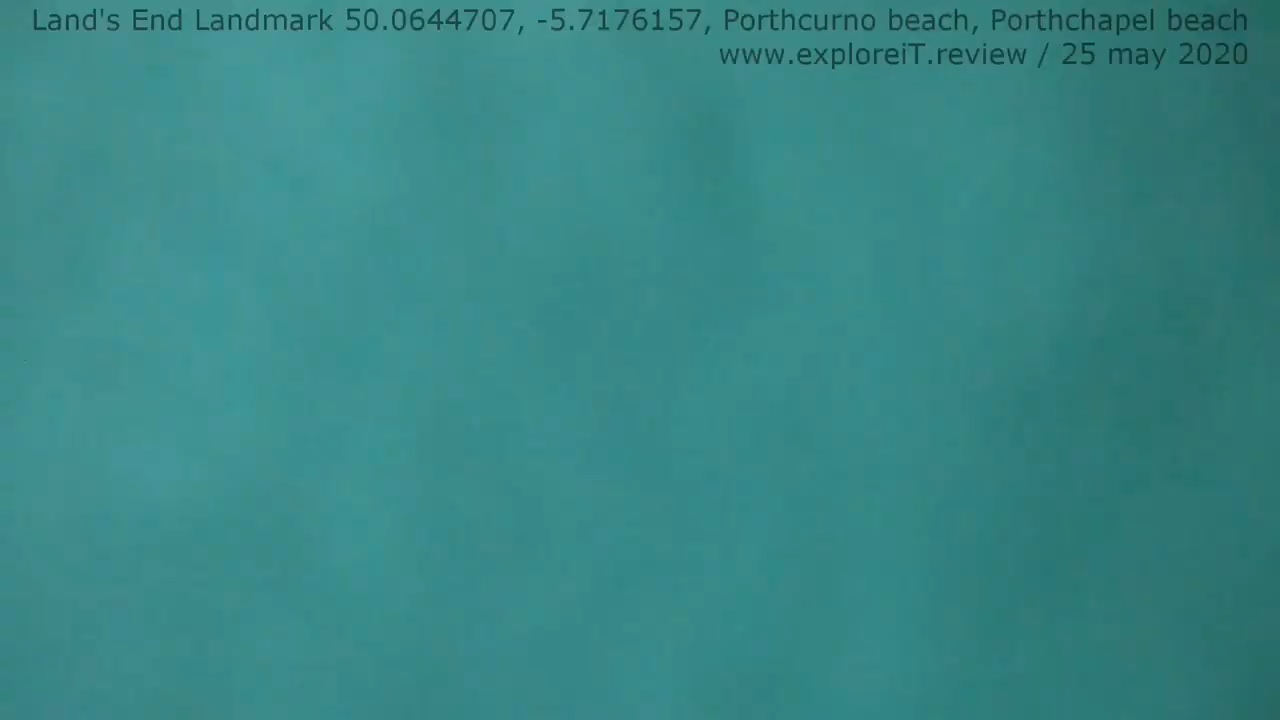 Land's End Landmark 50.0644707, -5.7176157, Porthcurno beach, Porthchapel beach
www.exploreiT.review / 25 may 2020